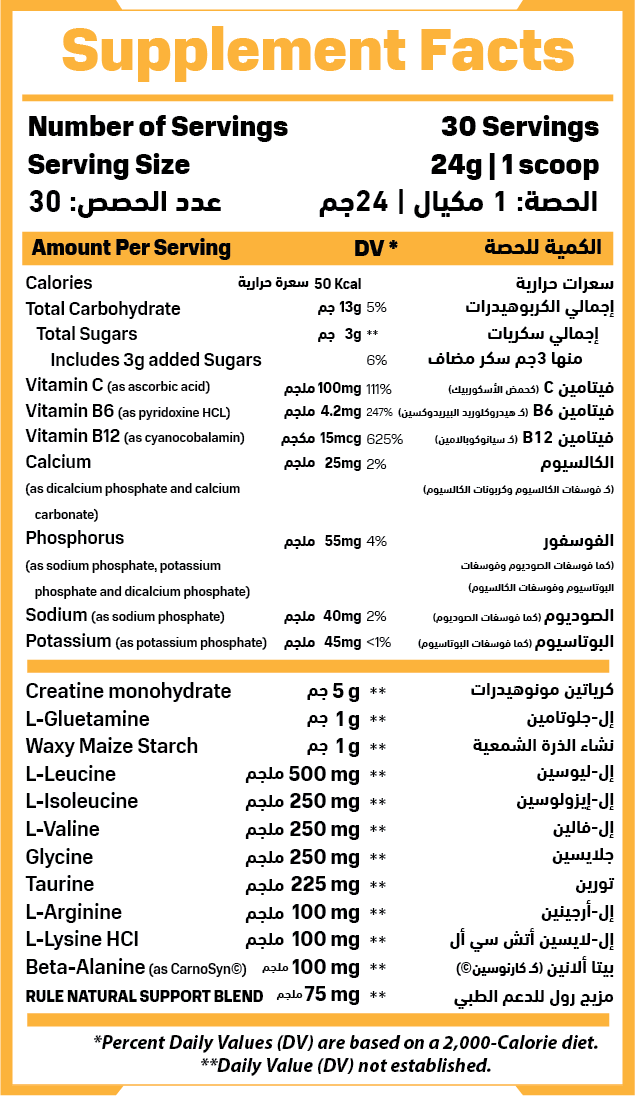 Supplement Facts
Number of Servings 30 Servings
Serving Size 24g | 1 scoop
الحصة: 1 مكيال | 24جم عدد الحصص: 30
Amount Per Serving DV * الكمية للحصة
Calories 50 Kcal سعرة حرارية سعرات حرارية
Total Carbohydrate 13g جم 5% إجمالي الكربوهيدرات
Total Sugars 3g جم ** إجمالي سكريات
Includes 3g added Sugars 6% منها 3جم سكر مضاف
Vitamin C (as ascorbic acid) 100mg ملجم 111% فيتامين C (كحمض الأسكوربيك)
Vitamin B6 (as pyridoxine HCL) 4.2mg ملجم 247% فيتامين B6 (كـ هيدروكلوريد البيريدوكسين)
Vitamin B12 (as cyanocobalamin) 15mcg مكجم 625% فيتامين B12 (كـ سيانوكوبالامين)
Calcium 25mg ملجم 2% الكالسيوم
(as dicalcium phosphate and calcium (كـ فوسفات الكالسيوم وكربونات الكالسيوم)
carbonate)
Phosphorus 55mg ملجم 4% الفوسفور
(as sodium phosphate, potassium (كما فوسفات الصوديوم وفوسفات
phosphate and dicalcium phosphate) البوتاسيوم وفوسفات الكالسيوم)
Sodium (as sodium phosphate) 40mg ملجم 2% الصوديوم (كما فوسفات الصوديوم)
Potassium (as potassium phosphate) 45mg ملجم <1% البوتاسيوم (كما فوسفات البوتاسيوم)
Creatine monohydrate 5 g جم ** كرياتين مونوهيدرات
L-Gluetamine 1 g جم ** إل-جلوتامين
Waxy Maize Starch 1 g جم ** نشاء الذرة الشمعية
L-Leucine 500 mg ملجم ** إل-ليوسين
L-Isoleucine 250 mg ملجم ** إل-إيزولوسين
L-Valine 250 mg ملجم ** إل-فالين
Glycine 250 mg ملجم ** جلايسين
Taurine 225 mg ملجم ** تورين
L-Arginine 100 mg ملجم ** إل-أرجينين
L-Lysine HCl 100 mg ملجم ** إل-لايسين أتش سي أل
Beta-Alanine (as CarnoSyn©) 100 mg ملجم ** بيتا ألانين (كـ كارنوسين©)
RULE NATURAL SUPPORT BLEND 75 mg ملجم ** مزيج رول للدعم الطبي
*Percent Daily Values (DV) are based on a 2,000-Calorie diet.
**Daily Value (DV) not established.